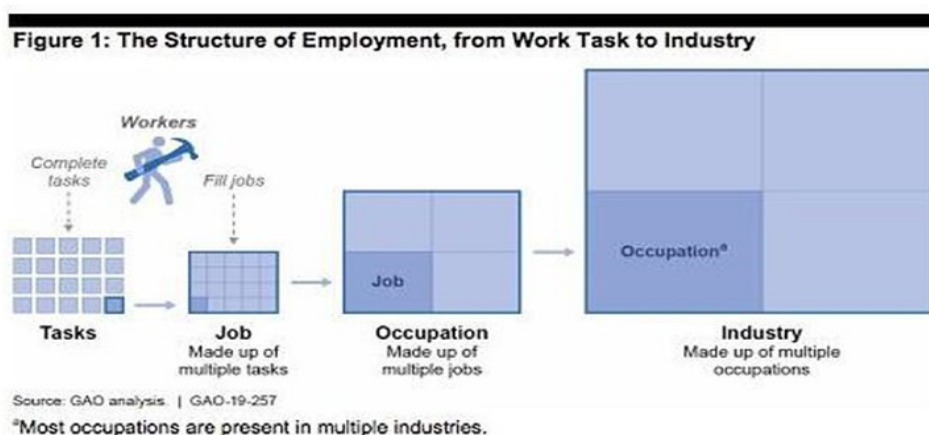 Figure 1: The Structure of Employment, from Work Task to Industry
Workers
Complete
tasks
Fill jobs
Job
Occupationª
Tasks
Job
Made up of
multiple tasks
Occupation
Made up of
multiple jobs
Industry
Made up of multiple
occupations
Source: GAO analysis. | GAO-19-257
ªMost occupations are present in multiple industries.